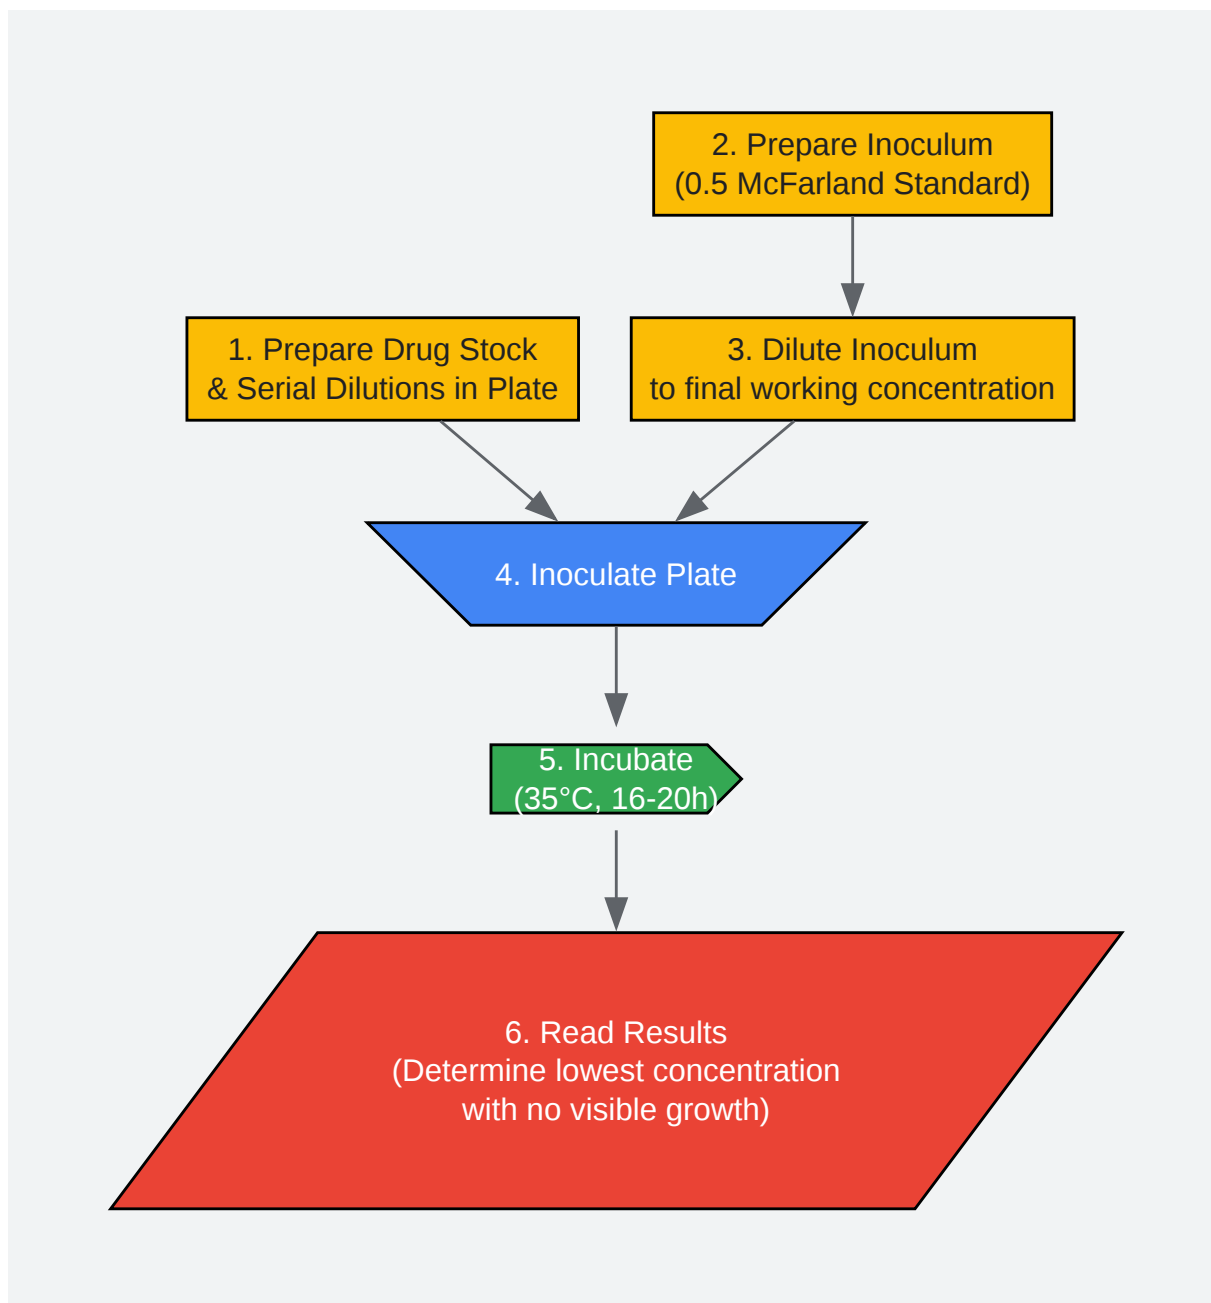 2. Prepare Inoculum
(0.5 McFarland Standard)
1. Prepare Drug Stock
& Serial Dilutions in Plate
3. Dilute Inoculum
to final working concentration
4. Inoculate Plate
5. Incubate
(35°C, 16-20h)
6. Read Results
(Determine lowest concentration
with no visible growth)